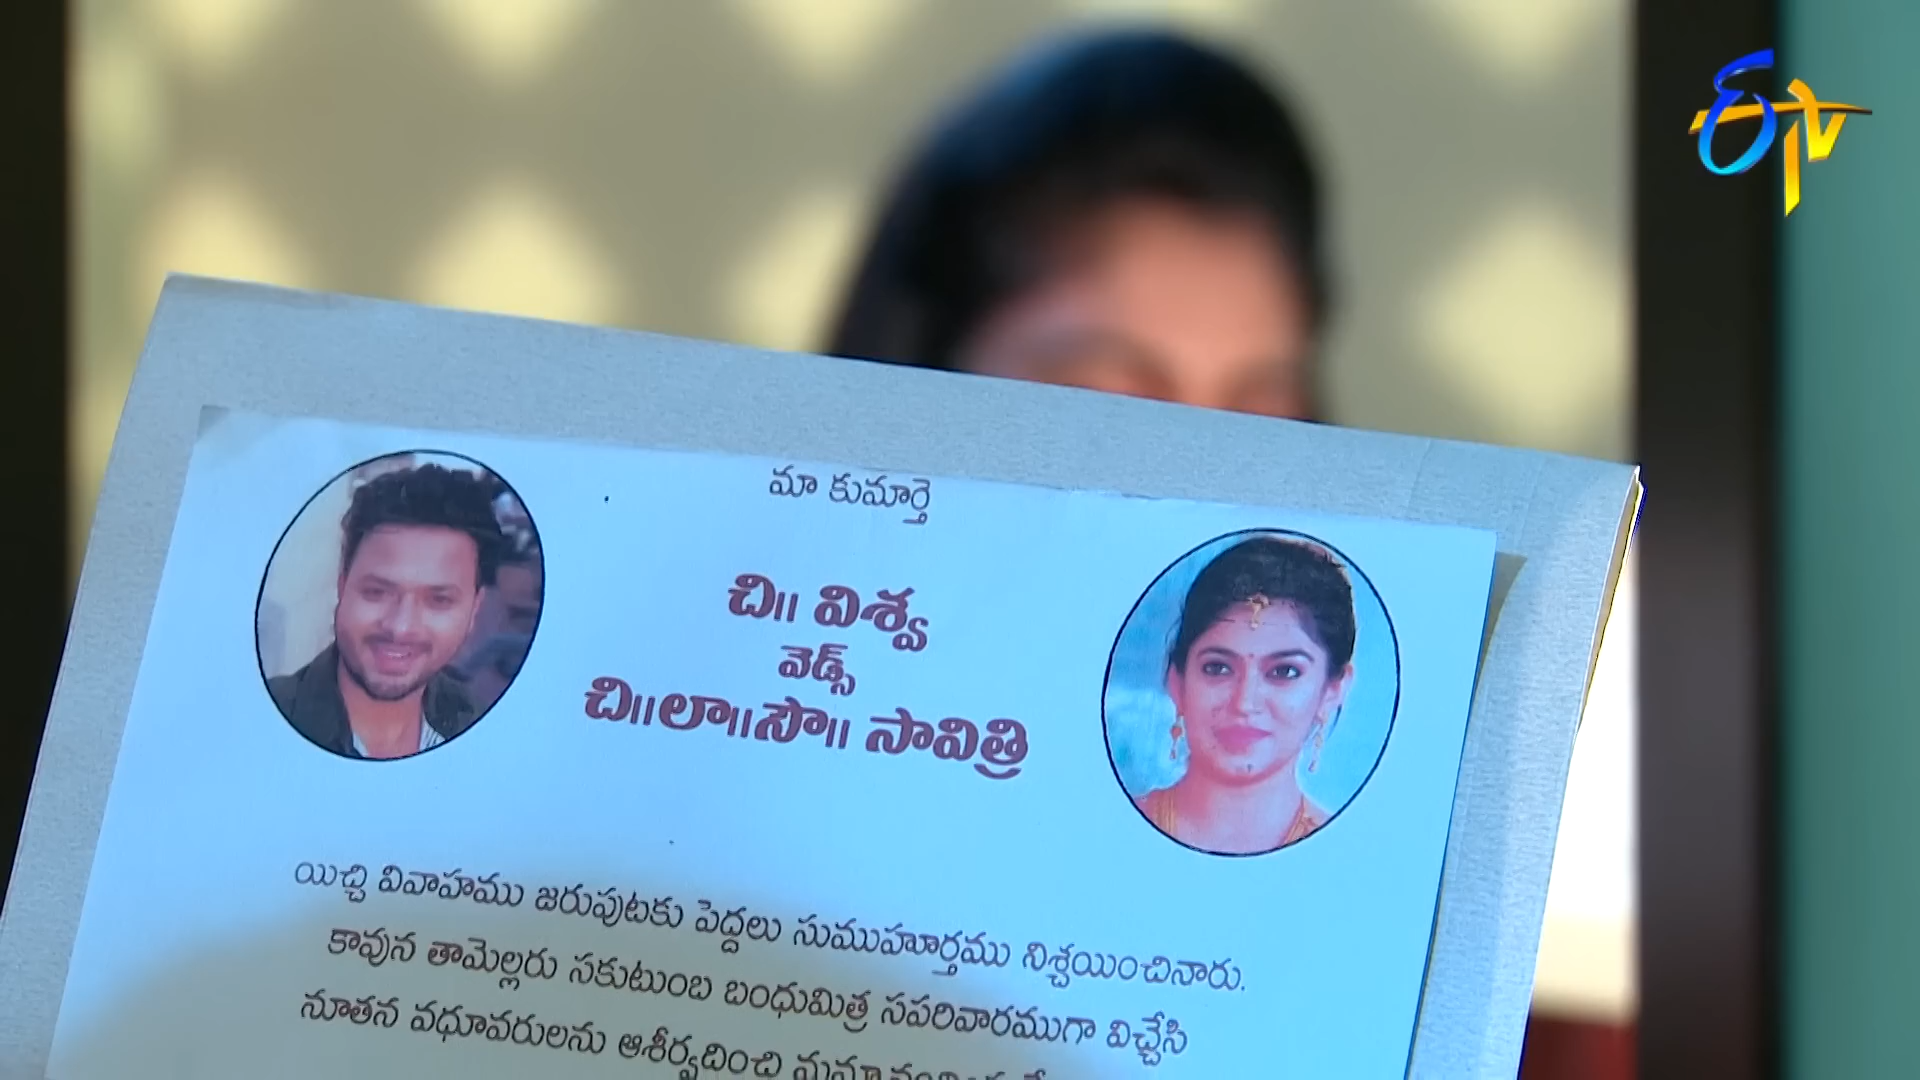 ETV
మా కుమార్తె
చి|| విశ్వ
వెడ్స్
చి||లా||సౌ|| సావిత్రి
యిచ్చి వివాహము జరుపుటకు పెద్దలు సుముహూర్తము నిశ్చయించినారు.
కావున తామెల్లరు సకుటుంబ బంధుమిత్ర సపరివారముగా విచ్చేసి
నూతన వధూవరులను ఆశీర్వదించి